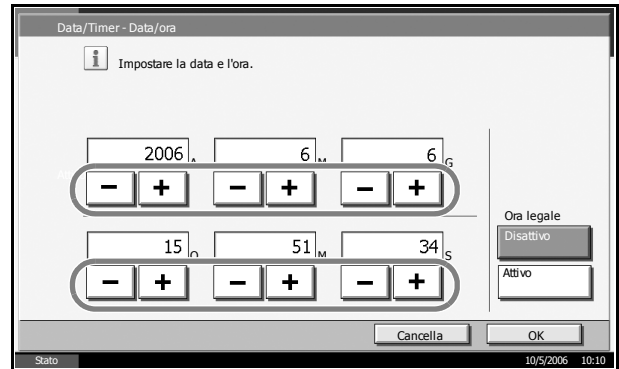 Data/Timer - Data/ora
Impostare la data e l'ora.
2006 A 6 M 6 G
− + − + − +
Ora legale
Disattivo
15 O 51 M 34 S
Attivo
− + − + − +
Cancella OK
Stato 10/5/2006 10:10